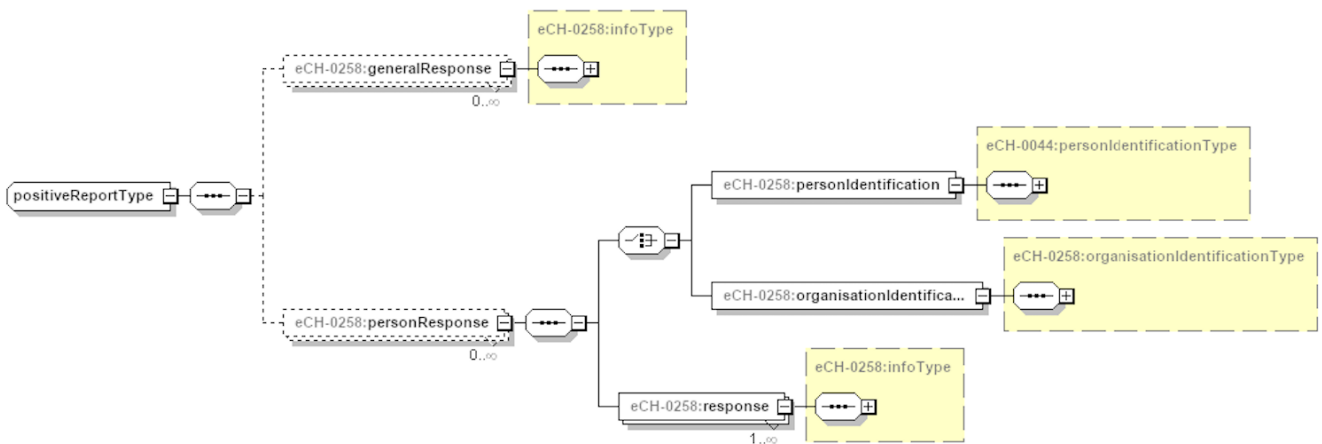 eCH-0258:infoType
eCH-0258:generalResponse
0..∞
eCH-0044:personIdentificationType
positiveReportType
eCH-0258:personIdentification
eCH-0258:organisationIdentificationType
eCH-0258:organisationIdentifica...
eCH-0258:personResponse
0..∞
eCH-0258:infoType
eCH-0258:response
1..∞